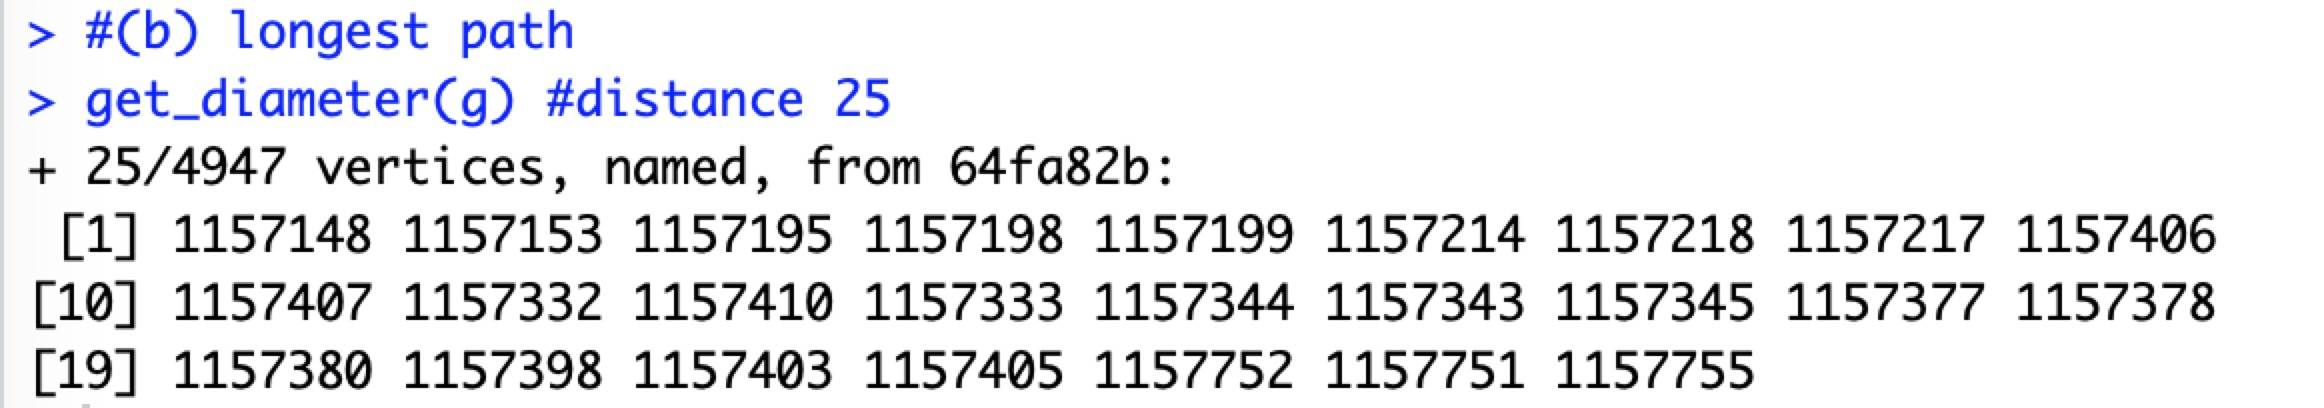 > #(b) longest path
> get_diameter(g) #distance 25
+ 25/4947 vertices, named, from 64fa82b:
 [1] 1157148 1157153 1157195 1157198 1157199 1157214 1157218 1157217 1157406
[10] 1157407 1157332 1157410 1157333 1157344 1157343 1157345 1157377 1157378
[19] 1157380 1157398 1157403 1157405 1157752 1157751 1157755